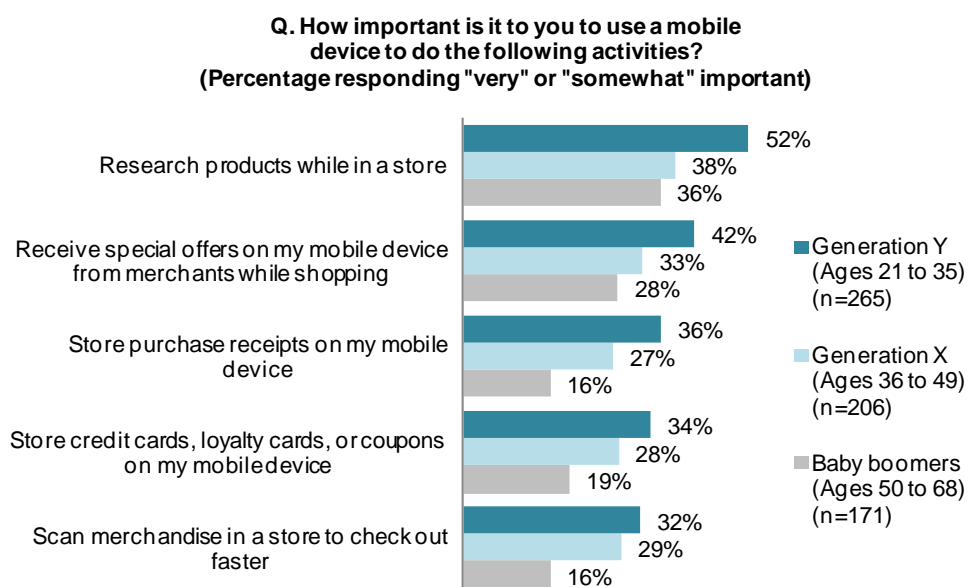 Q. How important is it to you to use a mobile
device to do the following activities?
(Percentage responding "very" or "somewhat" important)
Research products while in a store
52%
38%
36%
Receive special offers on my mobile device
from merchants while shopping
42%
33%
28%
Store purchase receipts on my mobile
device
36%
27%
16%
Store credit cards, loyalty cards, or coupons
on my mobile device
34%
28%
19%
Scan merchandise in a store to check out
faster
32%
29%
16%
Generation Y
(Ages 21 to 35)
(n=265)
Generation X
(Ages 36 to 49)
(n=206)
Baby boomers
(Ages 50 to 68)
(n=171)